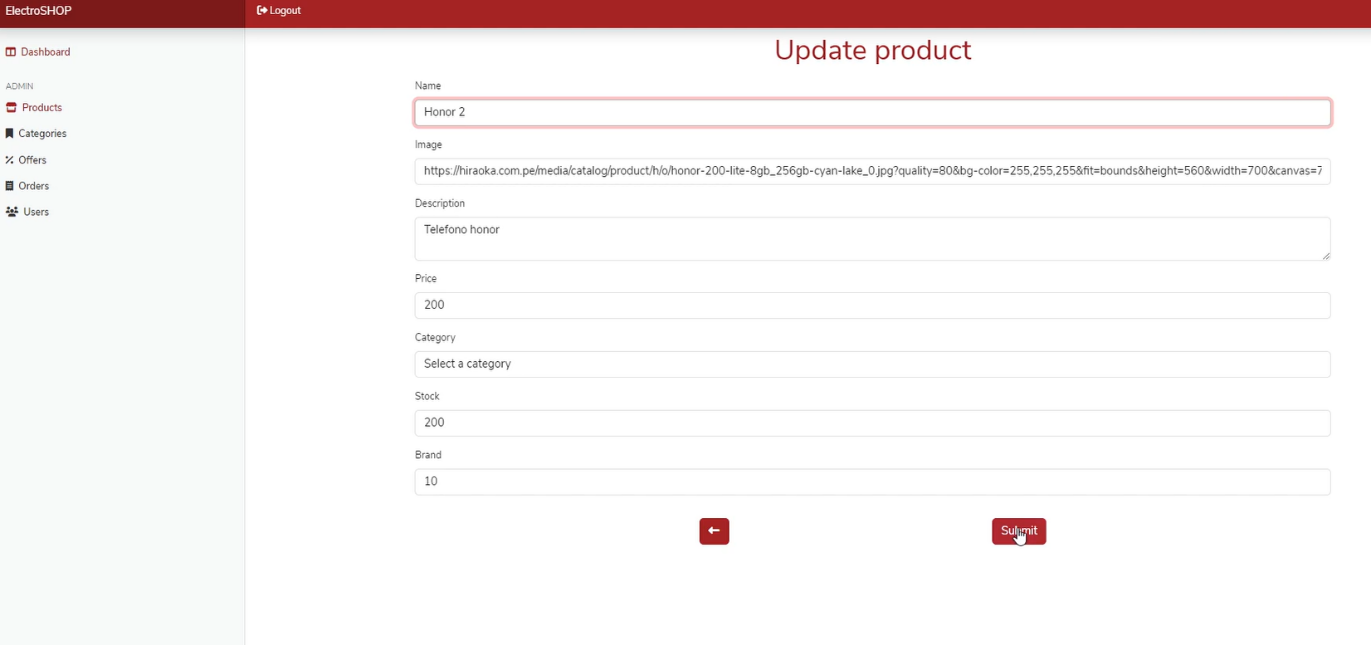 ElectroSHOP
Logout
Dashboard
ADMIN
Products
Categories
Offers
Orders
Users
Update product
Name
Honor 2
Image
https://hiraoka.com.pe/media/catalog/product/h/o/honor-200-lite-8gb_256gb-cyan-lake_0.jpg?quality=80&bg-color=255,255,255&fit=bounds&height=560&width=700&canvas=7
Description
Telefono honor
Price
200
Category
Select a category
Stock
200
Brand
10
Submit